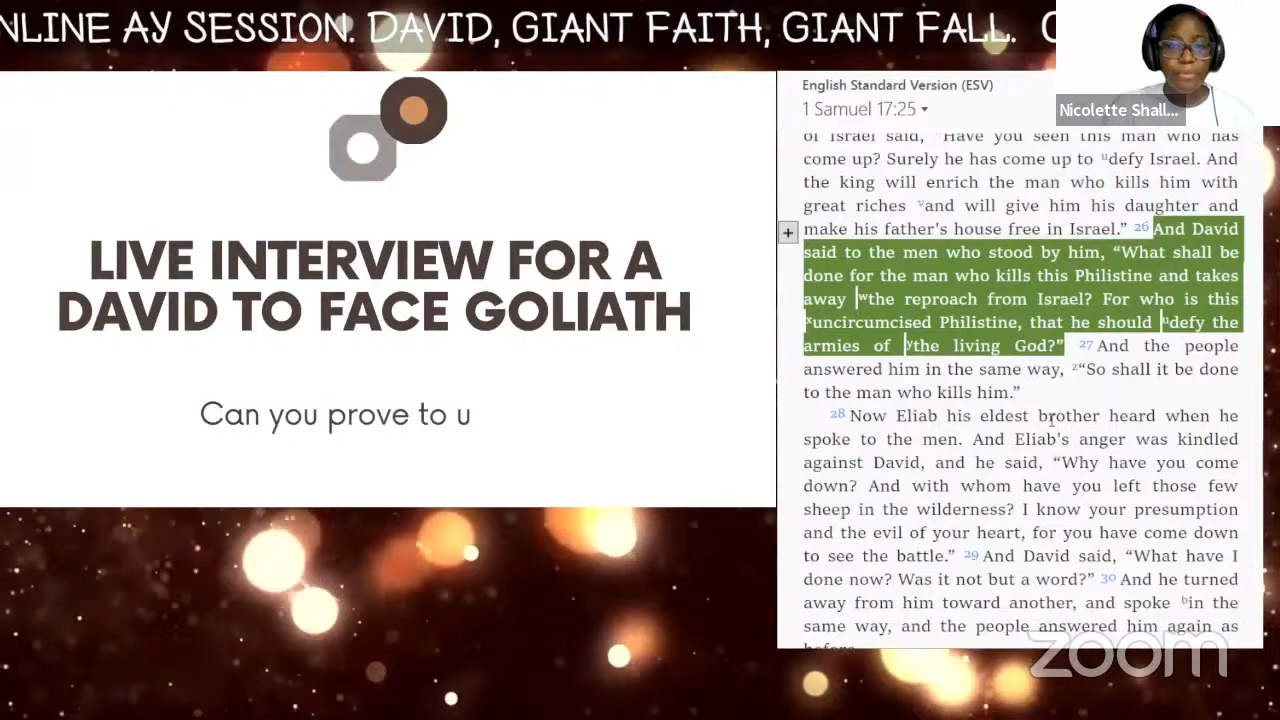 NLINE AY SESSION. DAVID, GIANT FAITH, GIANT FALL.
Nicolette Shall...
LIVE INTERVIEW FOR A
DAVID TO FACE GOLIATH
Can you prove to u
English Standard Version (ESV)
1 Samuel 17:25
of Israel said, “Have you seen this man who has
come up? Surely he has come up to ᵘdefy Israel. And
the king will enrich the man who kills him with
great riches ᵛand will give him his daughter and
make his father's house free in Israel.” 26 And David
said to the men who stood by him, “What shall be
done for the man who kills this Philistine and takes
away ʷthe reproach from Israel? For who is this
ˣuncircumcised Philistine, that he should ᵘdefy the
armies of ʸthe living God?” 27 And the people
answered him in the same way, ᶻ“So shall it be done
to the man who kills him.”
28 Now Eliab his eldest brother heard when he
spoke to the men. And Eliab's anger was kindled
against David, and he said, “Why have you come
down? And with whom have you left those few
sheep in the wilderness? I know your presumption
and the evil of your heart, for you have come down
to see the battle.” 29 And David said, “What have I
done now? Was it not but a word?” 30 And he turned
away from him toward another, and spoke ᵇin the
same way, and the people answered him again as
zoom